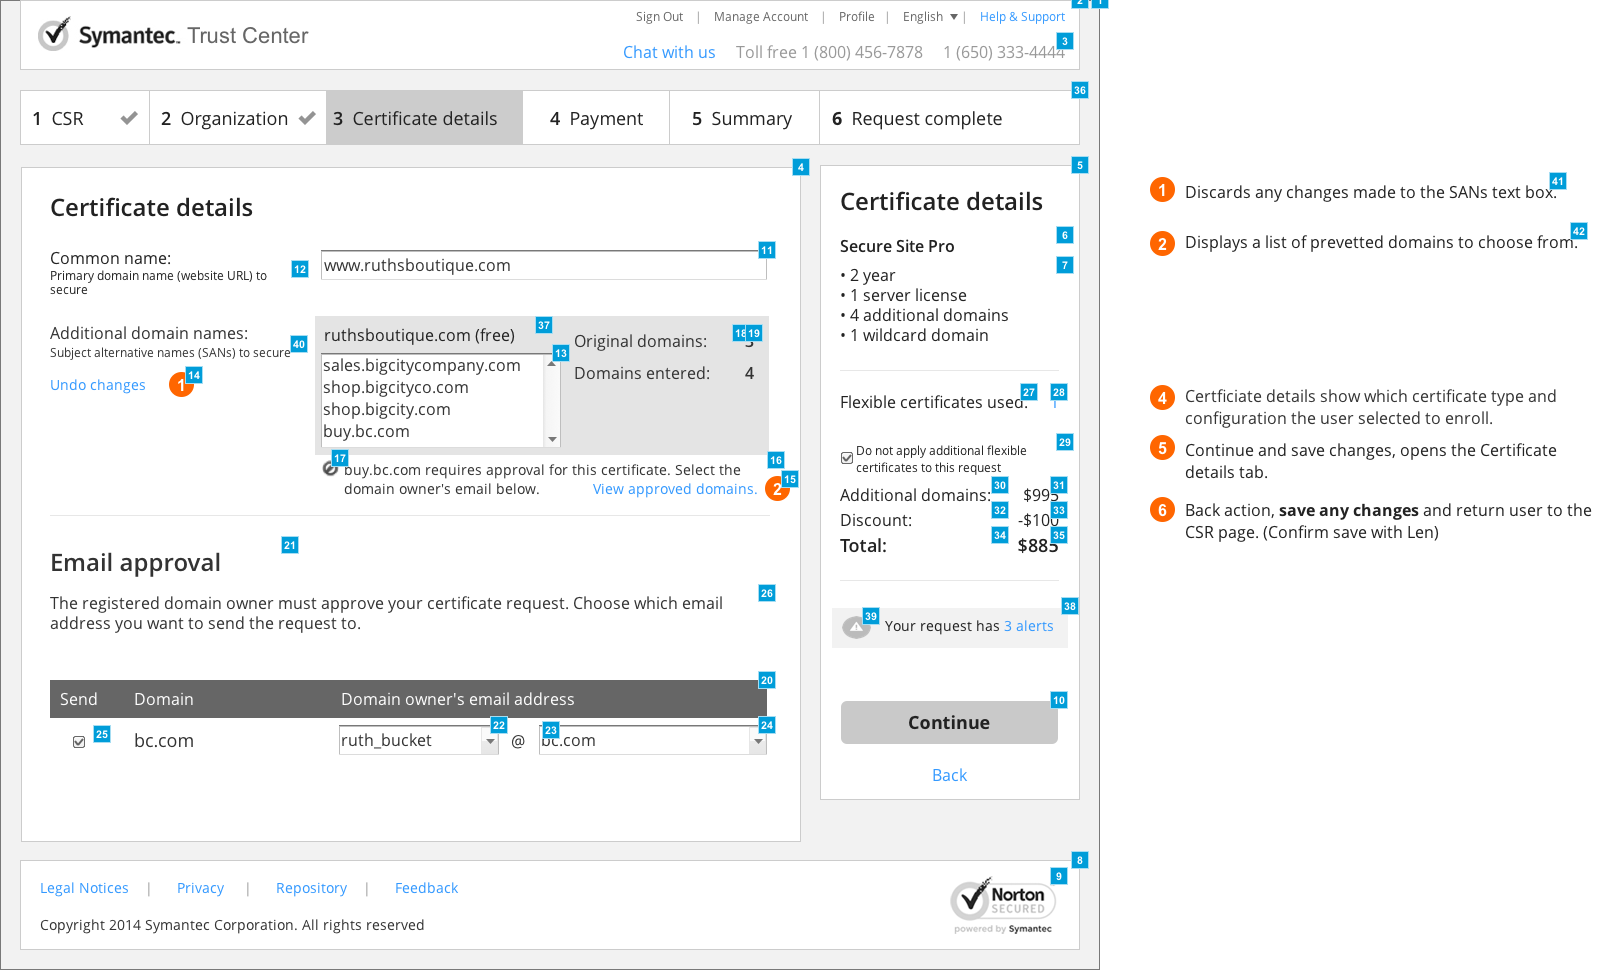 Sign Out | Manage Account | Profile | English | Help & Support
2 1
Symantec. Trust Center
Chat with us Toll free 1 (800) 456-7878 1 (650) 333-4444
3
36
1 CSR 2 Organization 3 Certificate details 4 Payment 5 Summary 6 Request complete
4
Certificate details
Common name:
Primary domain name (website URL) to
secure
12
www.ruthsboutique.com
11
Additional domain names:
Subject alternative names (SANs) to secure
40
Undo changes
1
14
ruthsboutique.com (free)
37
13
sales.bigcitycompany.com
shop.bigcityco.com
shop.bigcity.com
buy.bc.com
Original domains:
18 19
Domains entered: 4
17
16
buy.bc.com requires approval for this certificate. Select the
domain owner's email below. View approved domains.
2
15
Email approval
21
The registered domain owner must approve your certificate request. Choose which email
address you want to send the request to.
26
20
Send Domain Domain owner's email address
25
bc.com ruth_bucket @ bc.com
22 23 24
5
Certificate details
Secure Site Pro
6
7
• 2 year
• 1 server license
• 4 additional domains
• 1 wildcard domain
Flexible certificates used:
27 28
Do not apply additional flexible
certificates to this request
29
Additional domains: $995
30 31
Discount: -$100
32 33
Total: $885
34 35
38
39
Your request has 3 alerts
10
Continue
Back
8
Legal Notices | Privacy | Repository | Feedback
Copyright 2014 Symantec Corporation. All rights reserved
9
Norton
SECURED
powered by Symantec
1 Discards any changes made to the SANs text box.
41
2 Displays a list of prevetted domains to choose from.
42
4 Certficiate details show which certificate type and
configuration the user selected to enroll.
5 Continue and save changes, opens the Certificate
details tab.
6 Back action, save any changes and return user to the
CSR page. (Confirm save with Len)